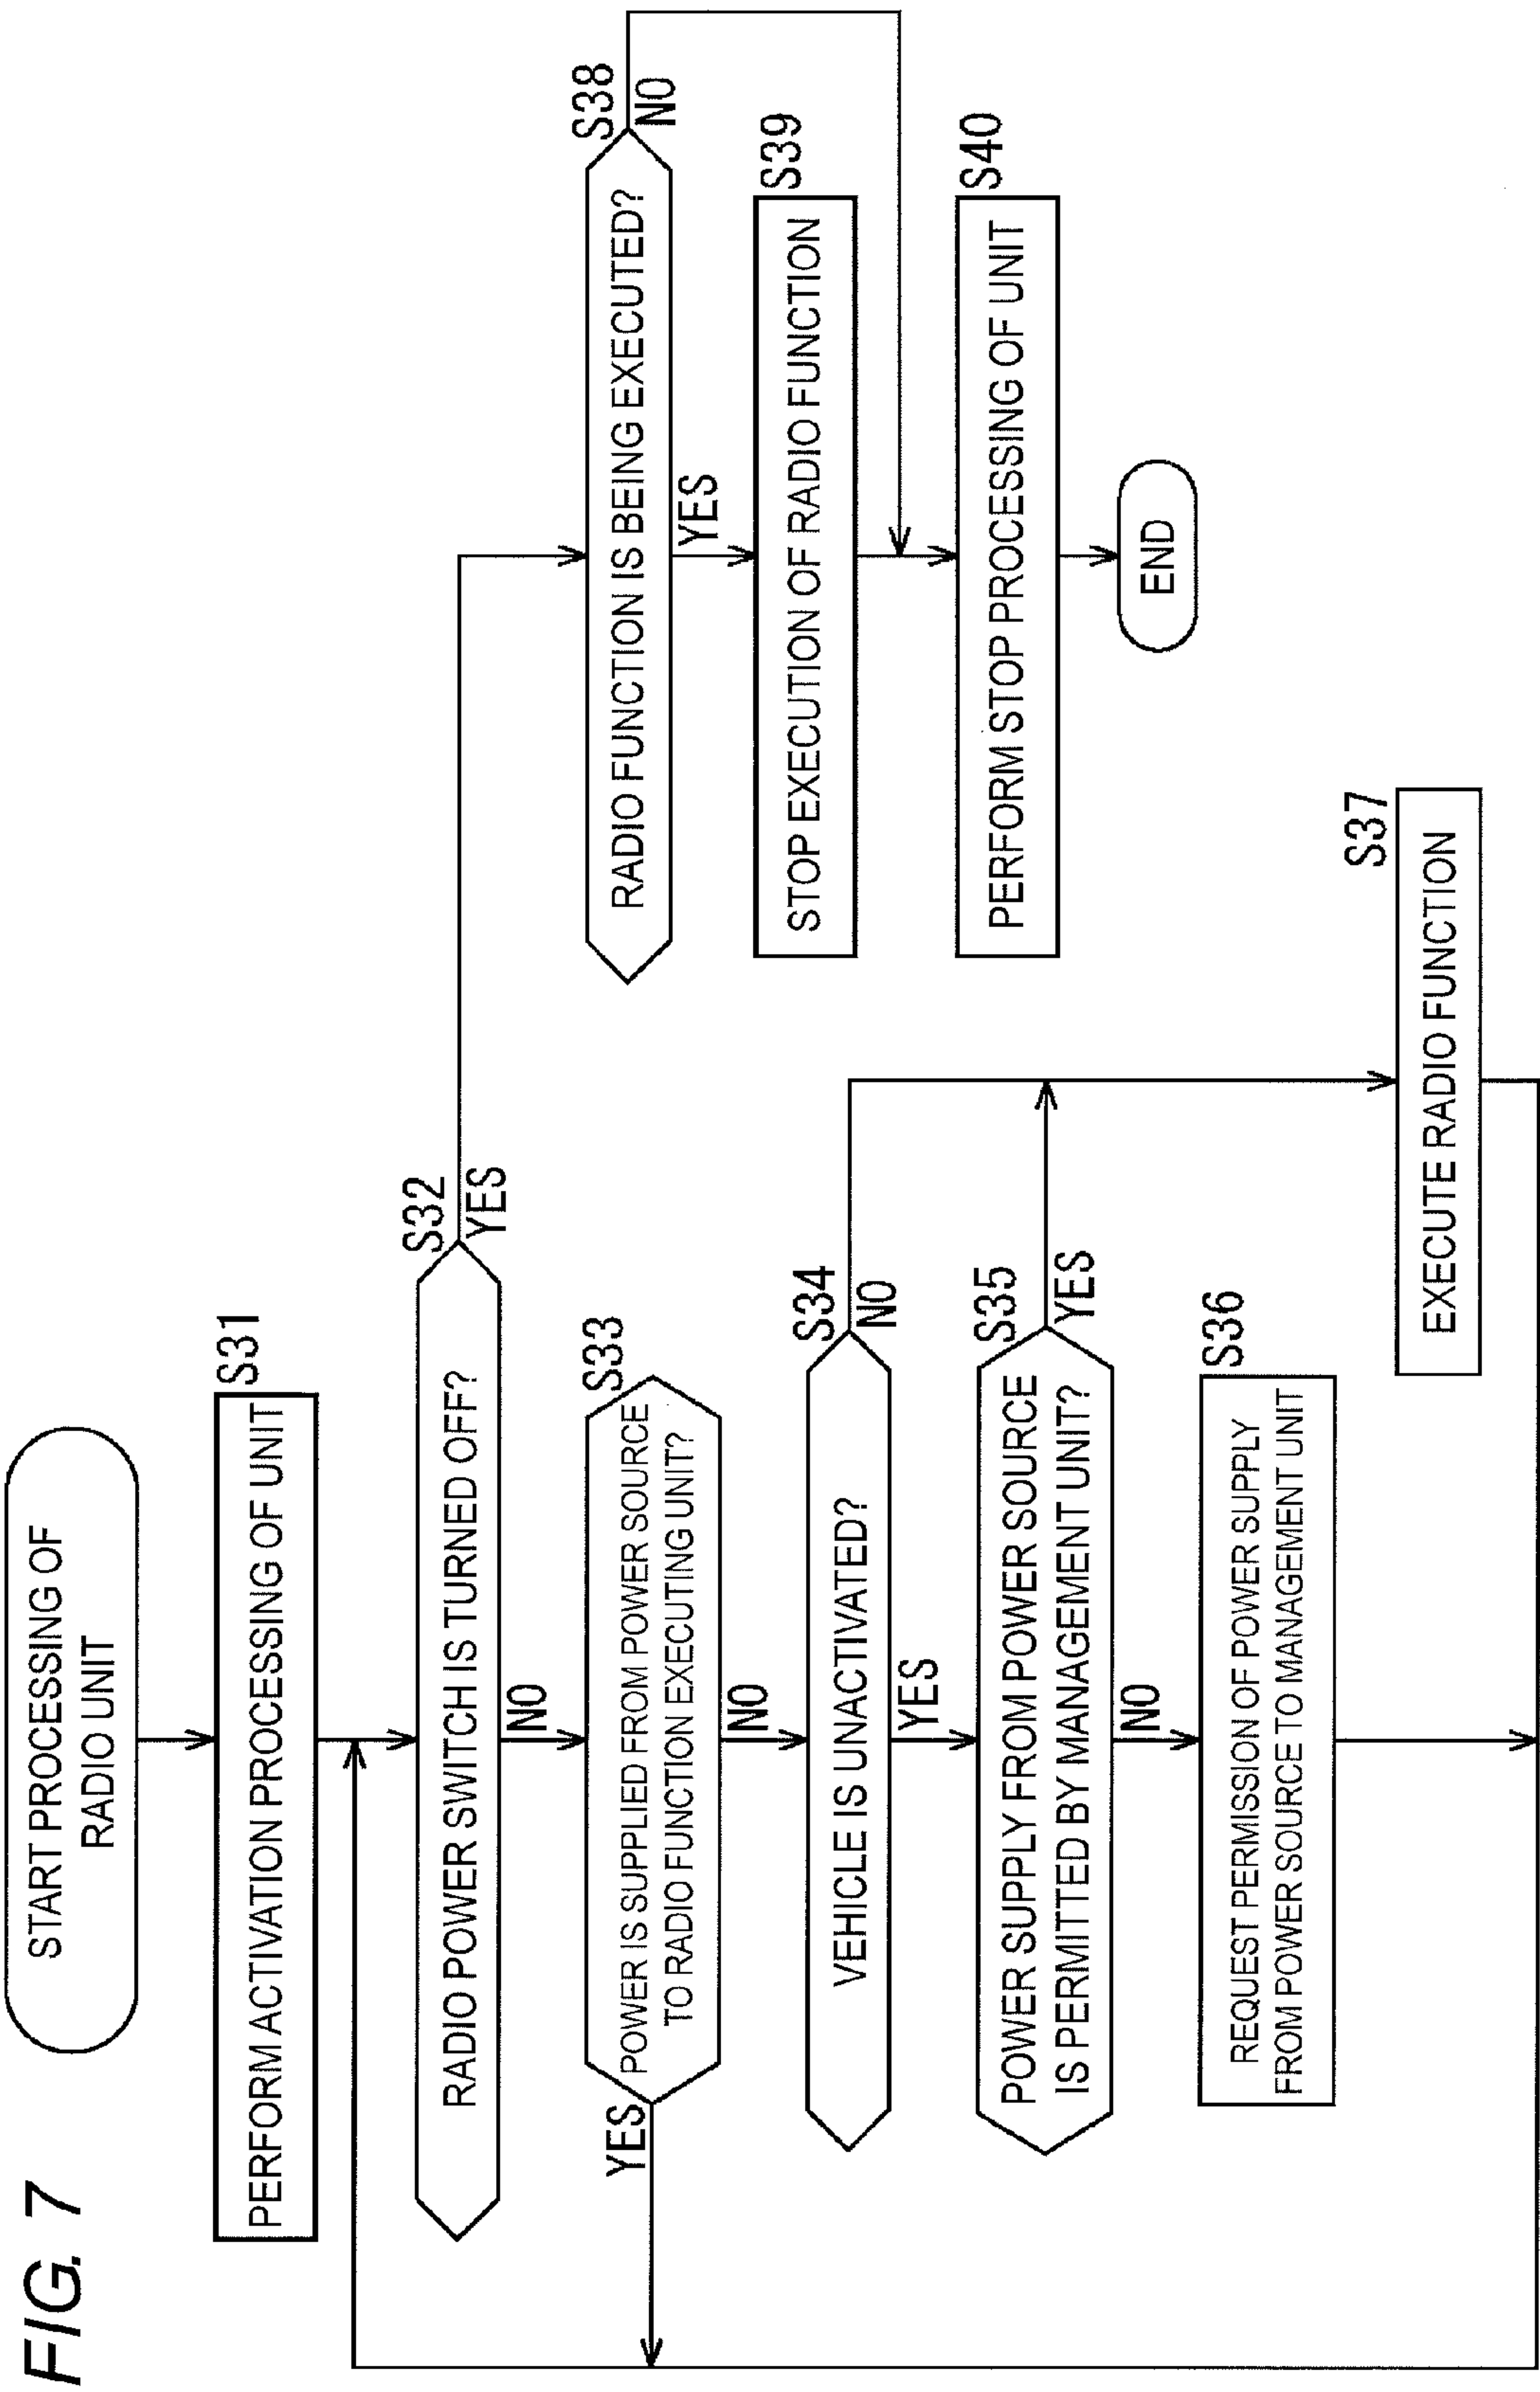 FIG. 7
START PROCESSING OF
RADIO UNIT
S31
PERFORM ACTIVATION PROCESSING OF UNIT
S32
RADIO POWER SWITCH IS TURNED OFF?
YES
NO
S33
POWER IS SUPPLIED FROM POWER SOURCE
TO RADIO FUNCTION EXECUTING UNIT?
YES
NO
S34
VEHICLE IS UNACTIVATED?
NO
YES
S35
POWER SUPPLY FROM POWER SOURCE
IS PERMITTED BY MANAGEMENT UNIT?
YES
NO
S36
REQUEST PERMISSION OF POWER SUPPLY
FROM POWER SOURCE TO MANAGEMENT UNIT
S37
EXECUTE RADIO FUNCTION
S38
RADIO FUNCTION IS BEING EXECUTED?
NO
YES
S39
STOP EXECUTION OF RADIO FUNCTION
S40
PERFORM STOP PROCESSING OF UNIT
END